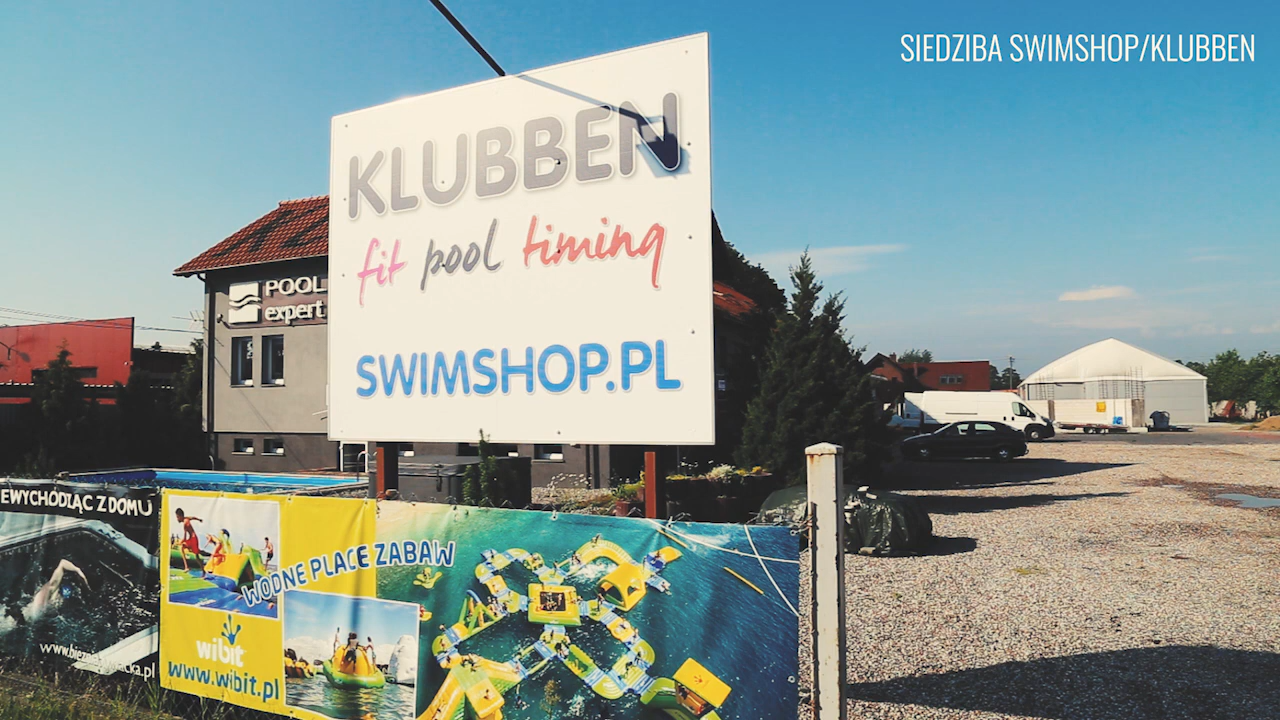 SIEDZIBA SWIMSHOP/KLUBBEN
KLUBBEN
fit pool timing
SWIMSHOP.PL
POOL
expert
EWYCHODZĄC Z DOMU
WODNE PLACE ZABAW
wibit
www.wibit.pl